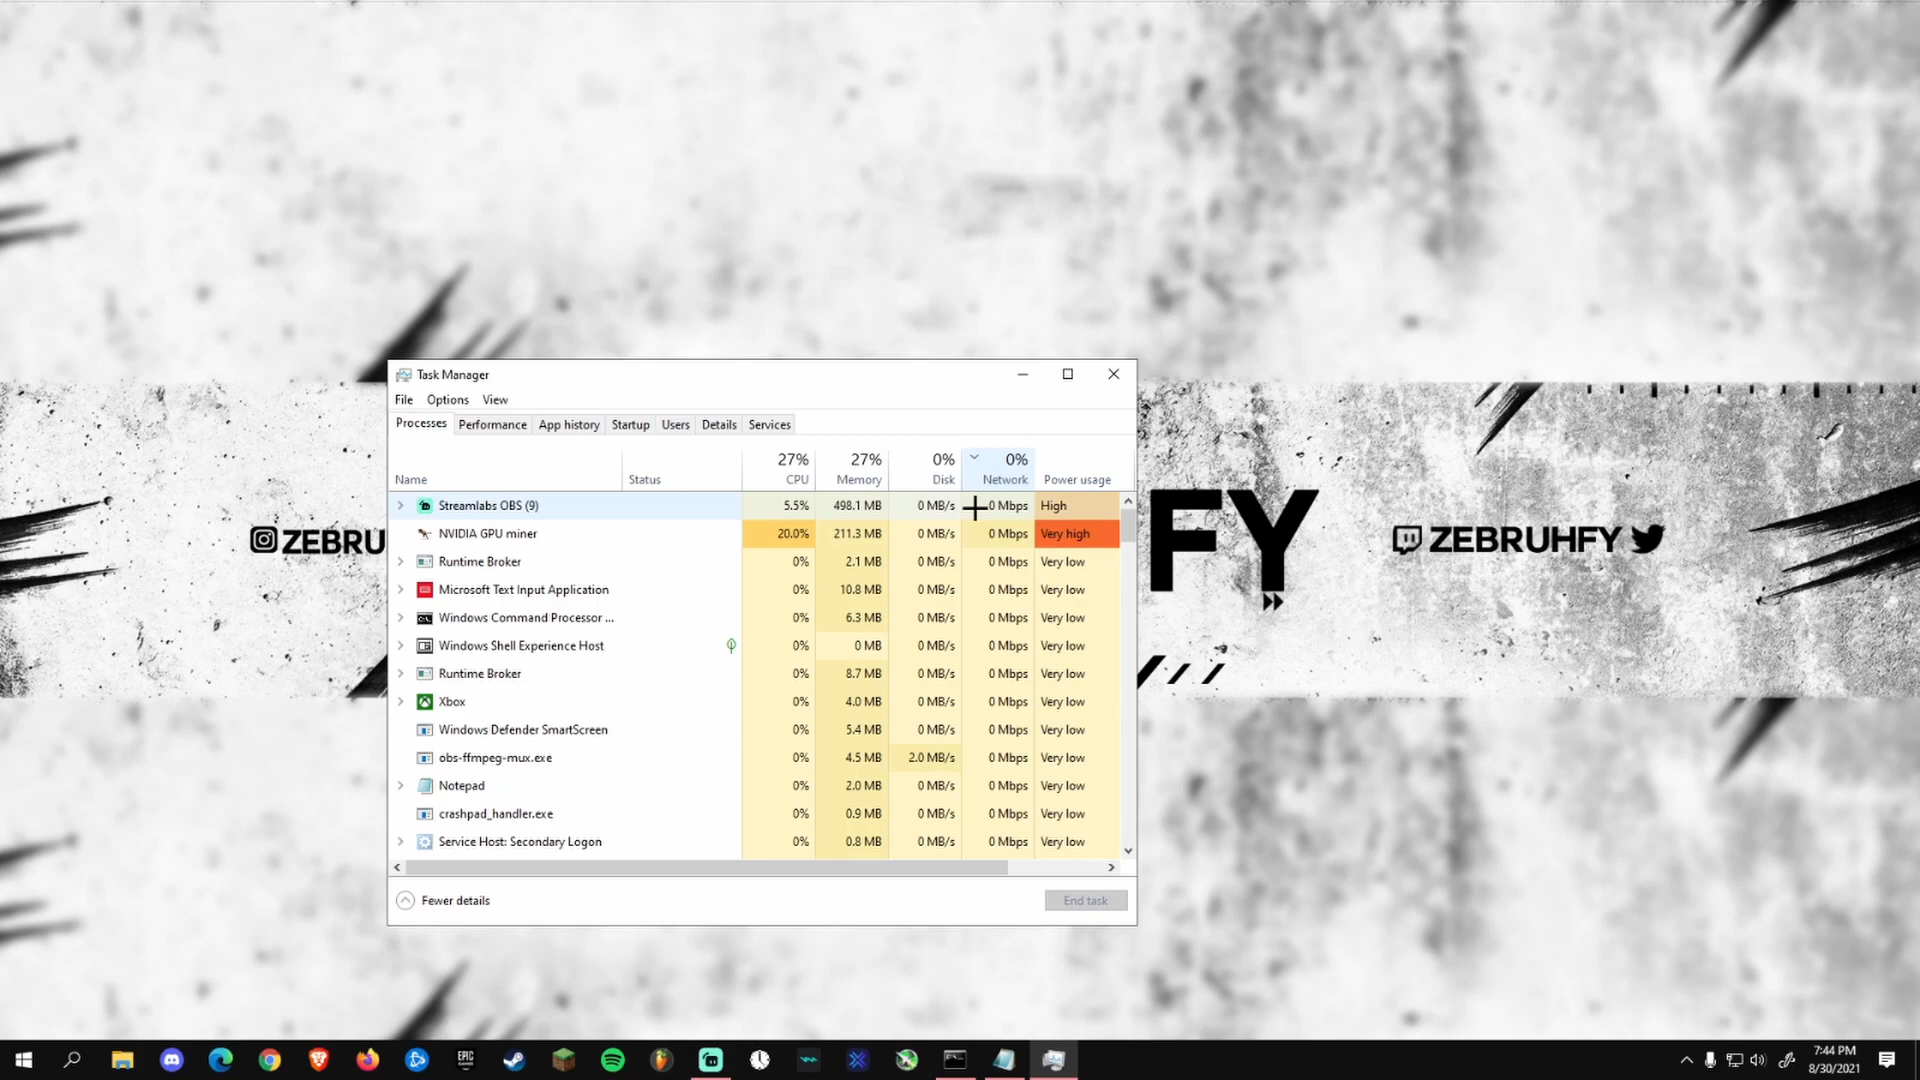 Task Manager
File Options View
Processes Performance App history Startup Users Details Services
27% 27% 0% 0%
Name Status CPU Memory Disk Network Power usage
Streamlabs OBS (9) 5.5% 498.1 MB 0 MB/s 0 Mbps High
NVIDIA GPU miner 20.0% 211.3 MB 0 MB/s 0 Mbps Very high
Runtime Broker 0% 2.1 MB 0 MB/s 0 Mbps Very low
Microsoft Text Input Application 0% 10.8 MB 0 MB/s 0 Mbps Very low
Windows Command Processor ... 0% 6.3 MB 0 MB/s 0 Mbps Very low
Windows Shell Experience Host 0% 0 MB 0 MB/s 0 Mbps Very low
Runtime Broker 0% 8.7 MB 0 MB/s 0 Mbps Very low
Xbox 0% 4.0 MB 0 MB/s 0 Mbps Very low
Windows Defender SmartScreen 0% 5.4 MB 0 MB/s 0 Mbps Very low
obs-ffmpeg-mux.exe 0% 4.5 MB 2.0 MB/s 0 Mbps Very low
Notepad 0% 2.0 MB 0 MB/s 0 Mbps Very low
crashpad_handler.exe 0% 0.9 MB 0 MB/s 0 Mbps Very low
Service Host: Secondary Logon 0% 0.8 MB 0 MB/s 0 Mbps Very low
Fewer details End task
ZEBRU
FY
ZEBRUHFY
EPIC GAMES
7:44 PM
8/30/2021